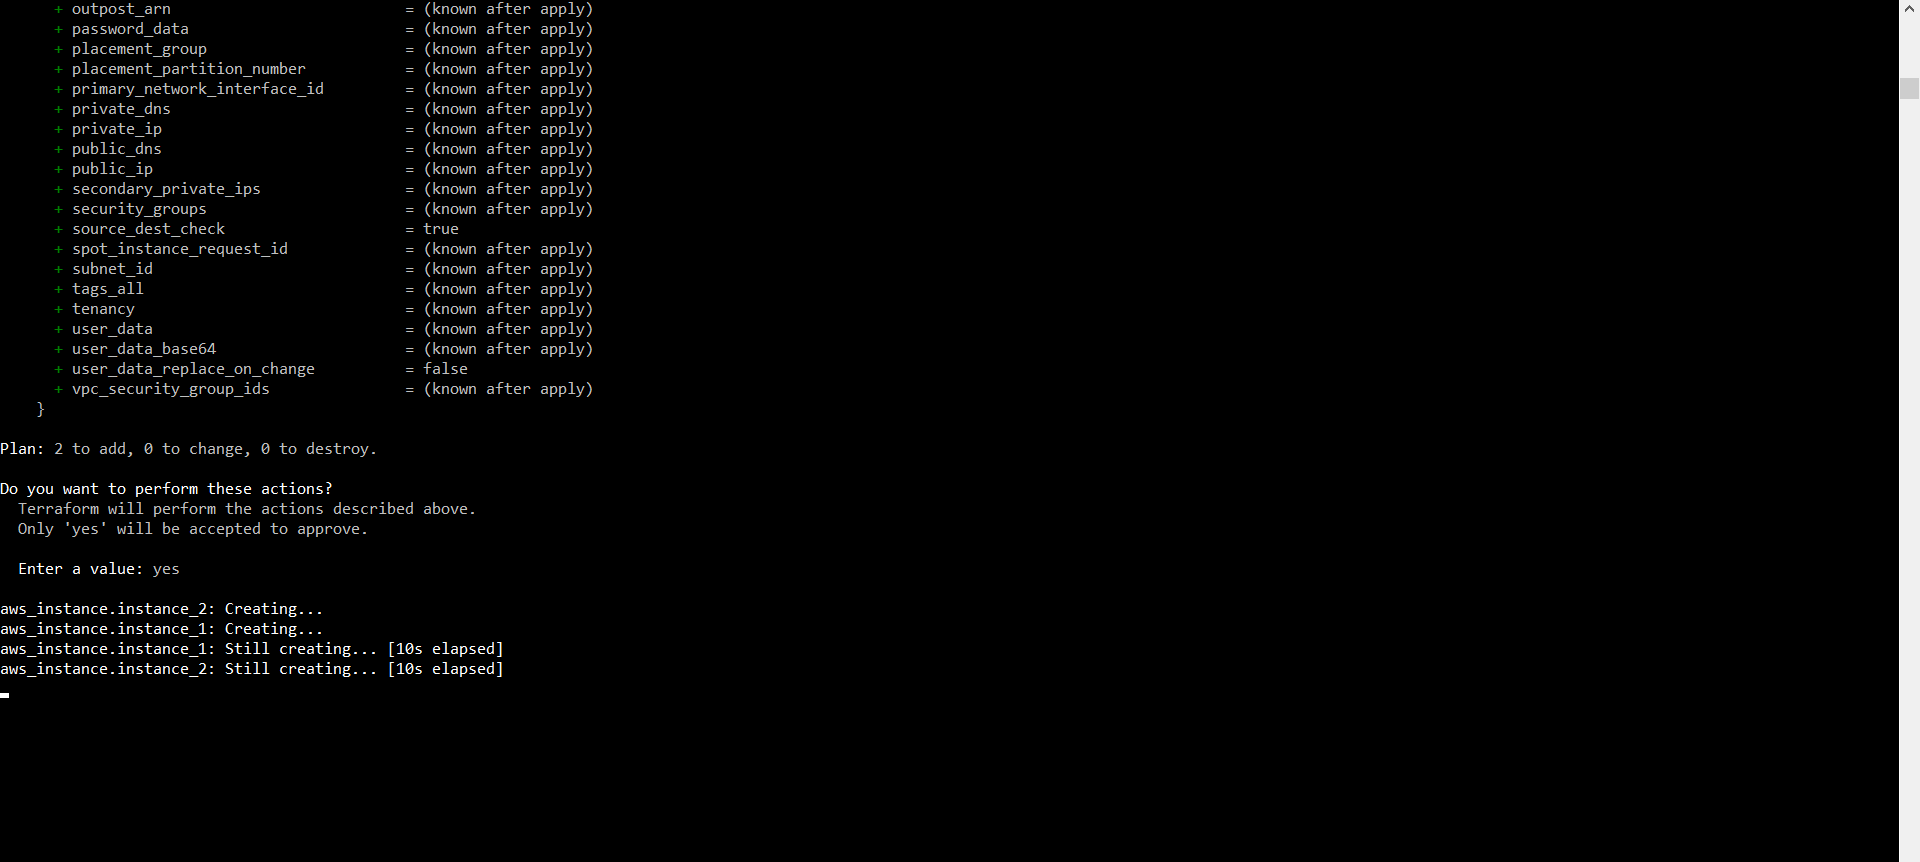 + outpost_arn = (known after apply)
+ password_data = (known after apply)
+ placement_group = (known after apply)
+ placement_partition_number = (known after apply)
+ primary_network_interface_id = (known after apply)
+ private_dns = (known after apply)
+ private_ip = (known after apply)
+ public_dns = (known after apply)
+ public_ip = (known after apply)
+ secondary_private_ips = (known after apply)
+ security_groups = (known after apply)
+ source_dest_check = true
+ spot_instance_request_id = (known after apply)
+ subnet_id = (known after apply)
+ tags_all = (known after apply)
+ tenancy = (known after apply)
+ user_data = (known after apply)
+ user_data_base64 = (known after apply)
+ user_data_replace_on_change = false
+ vpc_security_group_ids = (known after apply)
}
Plan: 2 to add, 0 to change, 0 to destroy.
Do you want to perform these actions?
Terraform will perform the actions described above.
Only 'yes' will be accepted to approve.
Enter a value: yes
aws_instance.instance_2: Creating...
aws_instance.instance_1: Creating...
aws_instance.instance_1: Still creating... [10s elapsed]
aws_instance.instance_2: Still creating... [10s elapsed]